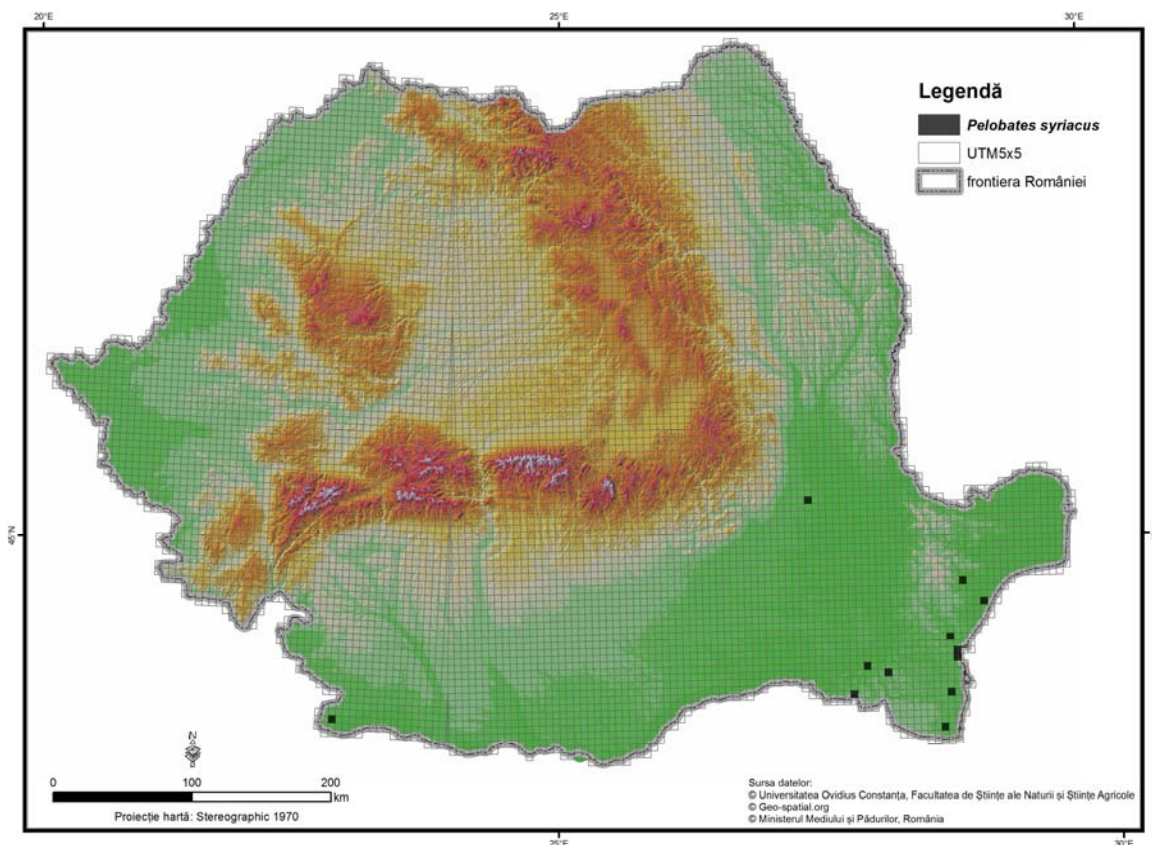 20°E 25°E 30°E
Legendă
Pelobates syriacus
UTM5x5
frontiera României
45°N
N
0 100 200
km
Proiecție hartă: Stereographic 1970
Sursa datelor:
© Universitatea Ovidius Constanța, Facultatea de Științe ale Naturii și Științe Agricole
© Geo-spatial.org
© Ministerul Mediului și Pădurilor, România
25°E 30°E